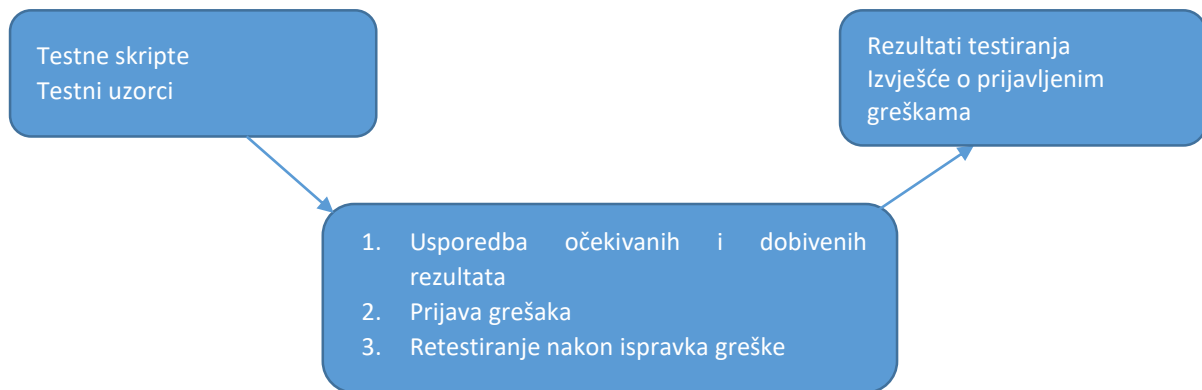 Testne skripte
Testni uzorci
Rezultati testiranja
Izvješće o prijavljenim
greškama
1. Usporedba očekivanih i dobivenih
rezultata
2. Prijava grešaka
3. Retestiranje nakon ispravka greške